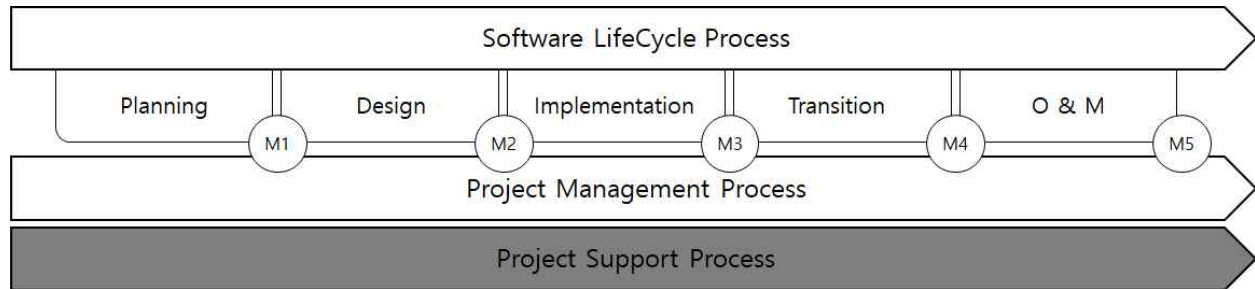 Software LifeCycle Process
Planning Design Implementation Transition O & M
M1 M2 M3 M4 M5
Project Management Process
Project Support Process